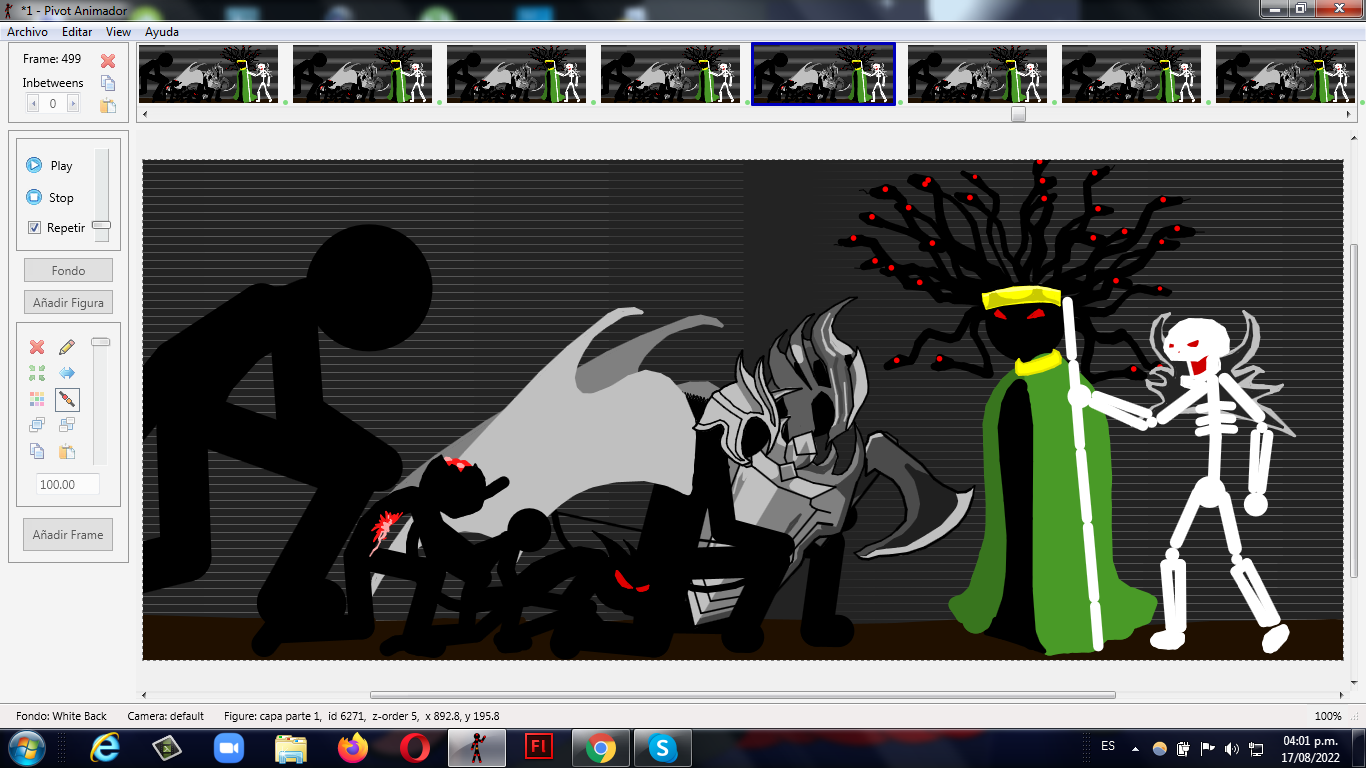 *1 - Pivot Animador
Archivo Editar View Ayuda
Frame: 499
Inbetweens
0
Play
Stop
Repetir
Fondo
Añadir Figura
100.00
Añadir Frame
Fondo: White Back Camera: default Figure: capa parte 1, id 6271, z-order 5, x 892.8, y 195.8 100%
Fl
ES
04:01 p.m.
17/08/2022